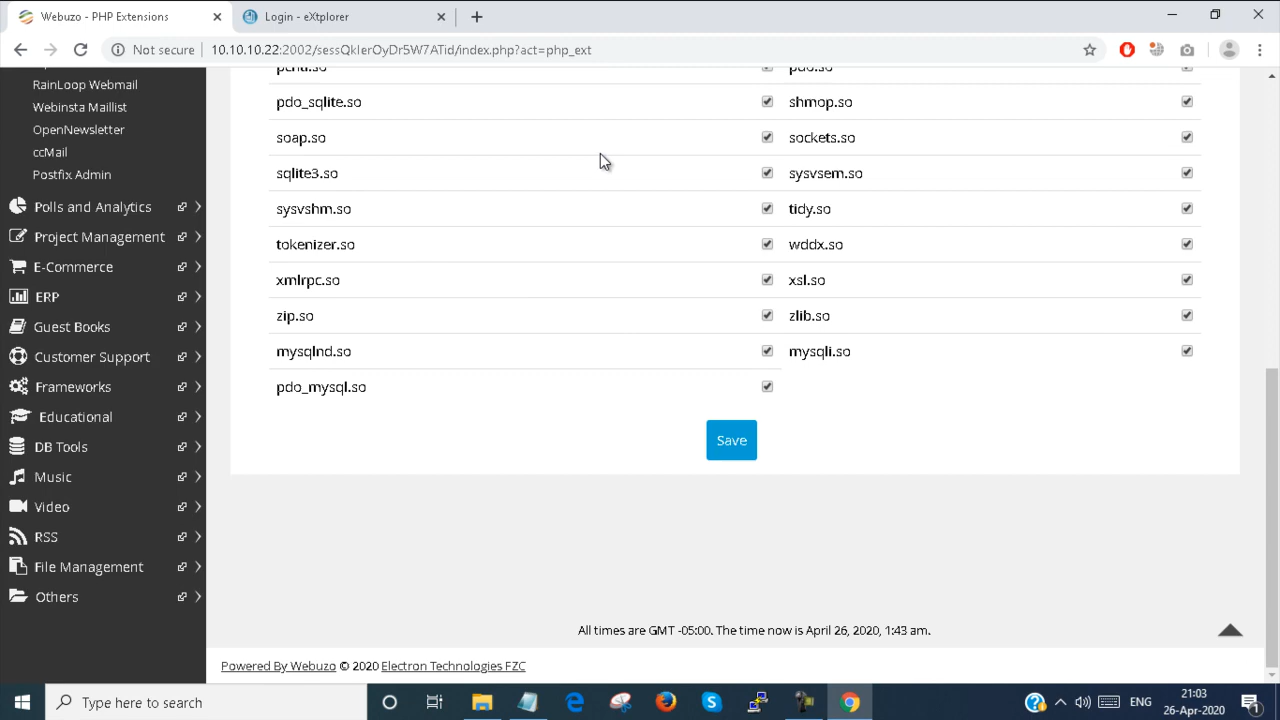 Webuzo - PHP Extensions
Login - eXtplorer
Not secure
10.10.10.22:2002/sessQkIerOyDr5W7ATid/index.php?act=php_ext
RainLoop Webmail
Webinsta Maillist
OpenNewsletter
ccMail
Postfix Admin
Polls and Analytics
Project Management
E-Commerce
ERP
Guest Books
Customer Support
Frameworks
Educational
DB Tools
Music
Video
RSS
File Management
Others
pcntl.so
pdo.so
pdo_sqlite.so
shmop.so
soap.so
sockets.so
sqlite3.so
sysvsem.so
sysvshm.so
tidy.so
tokenizer.so
wddx.so
xmlrpc.so
xsl.so
zip.so
zlib.so
mysqlnd.so
mysqli.so
pdo_mysql.so
Save
All times are GMT -05:00. The time now is April 26, 2020, 1:43 am.
Powered By Webuzo © 2020 Electron Technologies FZC
Type here to search
ENG
21:03
26-Apr-2020
1